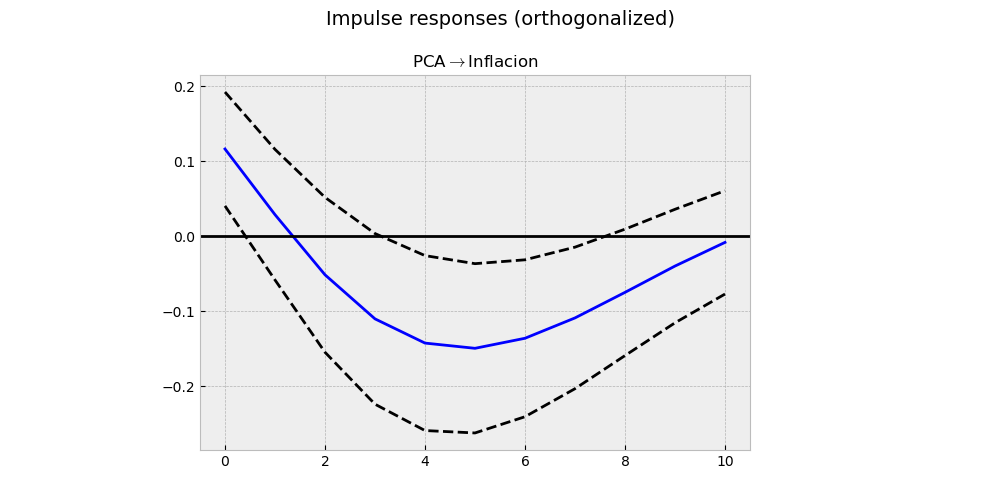 Impulse responses (orthogonalized)
PCA → Inflacion
0.2
0.1
0.0
−0.1
−0.2
0 2 4 6 8 10